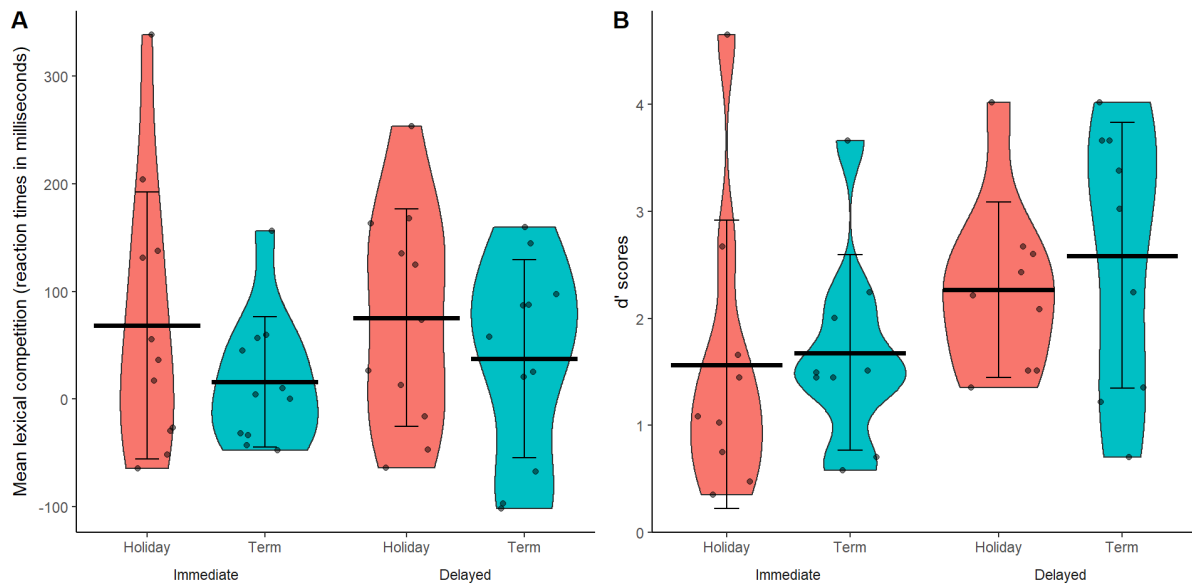 A
Mean lexical competition (reaction times in milliseconds)
300
200
100
0
-100
Holiday
Term
Holiday
Term
Immediate
Delayed
B
d' scores
4
3
2
1
0
Holiday
Term
Holiday
Term
Immediate
Delayed